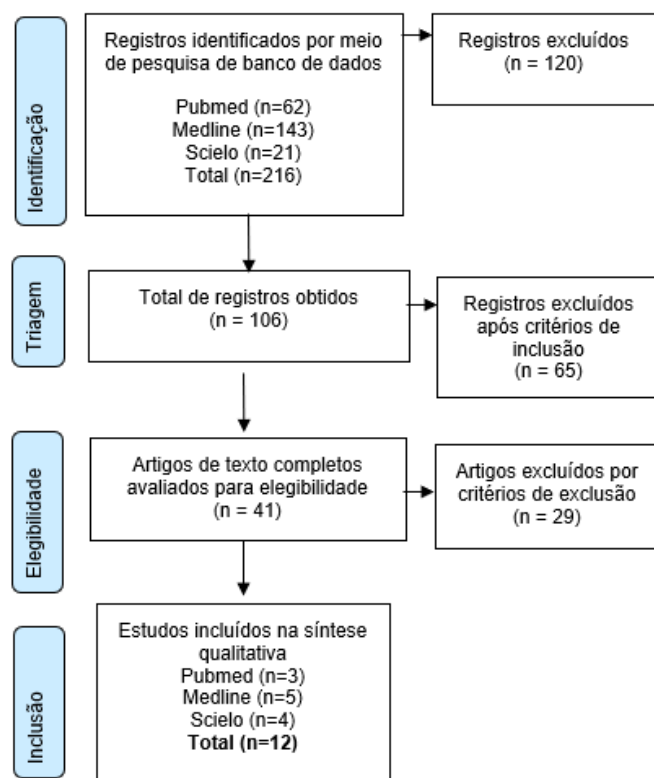 Identificação
Registros identificados por meio
de pesquisa de banco de dados
Pubmed (n=62)
Medline (n=143)
Scielo (n=21)
Total (n=216)
Registros excluídos
(n = 120)
Triagem
Total de registros obtidos
(n = 106)
Registros excluídos
após critérios de
inclusão
(n = 65)
Elegibilidade
Artigos de texto completos
avaliados para elegibilidade
(n = 41)
Artigos excluídos por
critérios de exclusão
(n = 29)
Inclusão
Estudos incluídos na síntese
qualitativa
Pubmed (n=3)
Medline (n=5)
Scielo (n=4)
Total (n=12)